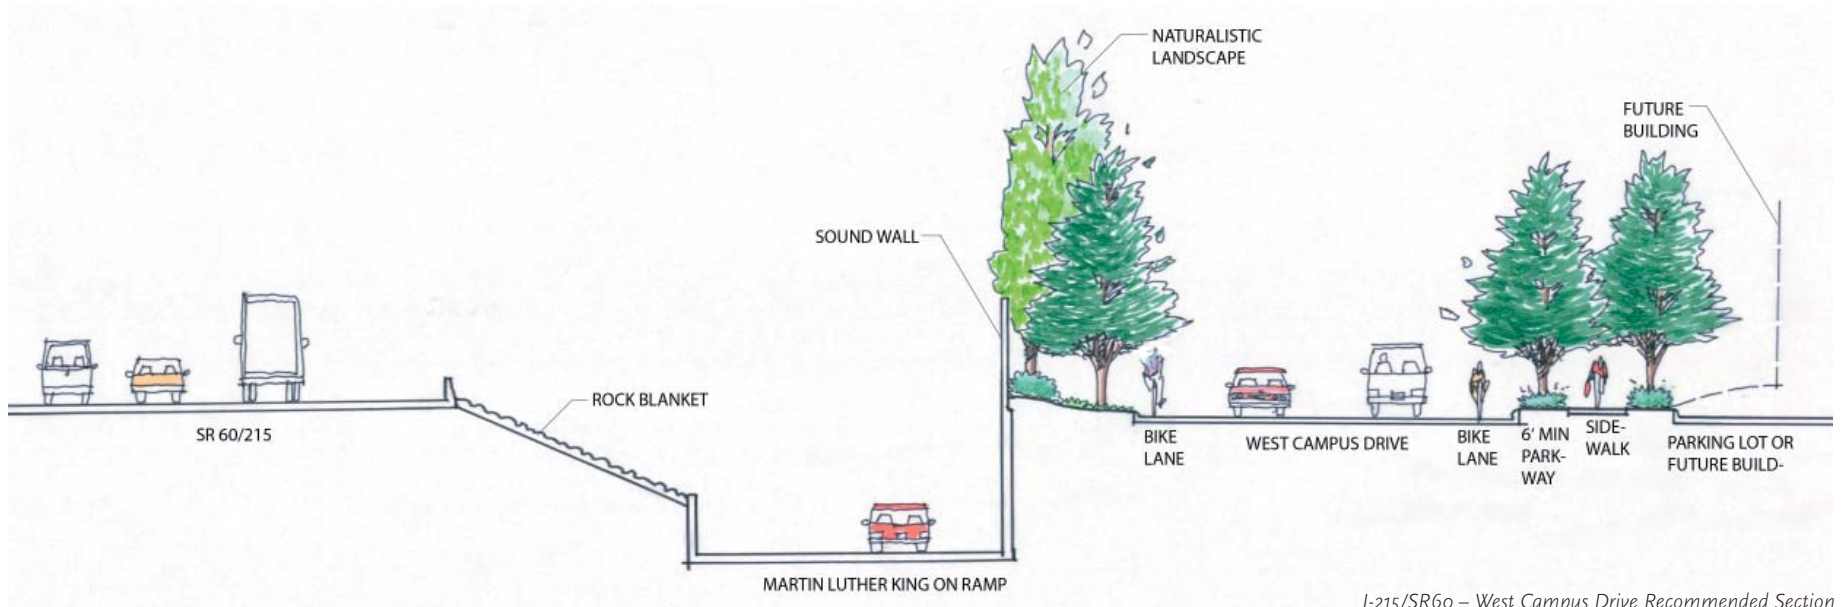 NATURALISTIC
LANDSCAPE
FUTURE
BUILDING
SOUND WALL
ROCK BLANKET
SR 60/215
BIKE
LANE
WEST CAMPUS DRIVE
BIKE
LANE
6' MIN
PARK-
WAY
SIDE-
WALK
PARKING LOT OR
FUTURE BUILD-
MARTIN LUTHER KING ON RAMP
I-215/SR60 – West Campus Drive Recommended Section